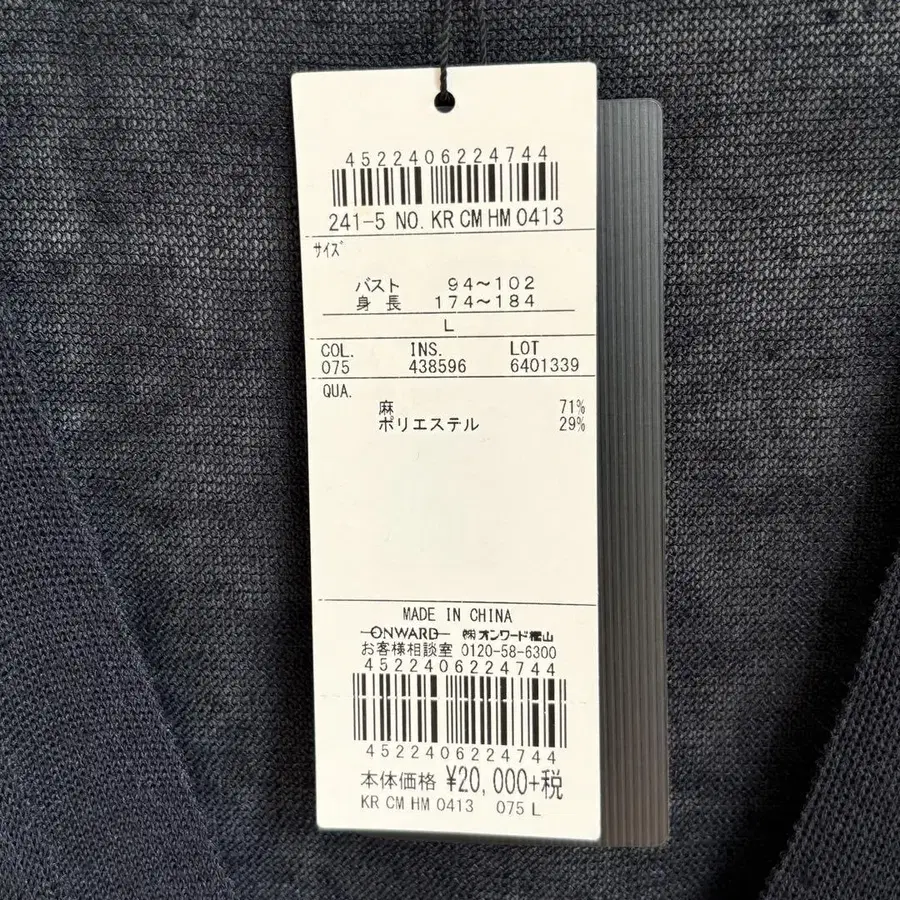 4522406224744
241-5 NO. KR CM HM 0413
ｻｲｽﾞ
バスト 94～102
身長 174～184
L
COL. INS. LOT
075 438596 6401339
QUA.
麻 71%
ポリエステル 29%
MADE IN CHINA
ONWARD ㈱オンワード樫山
お客様相談室 0120-58-6300
4522406224744
4522406224744
本体価格 ¥20,000+税
KR CM HM 0413 075 L